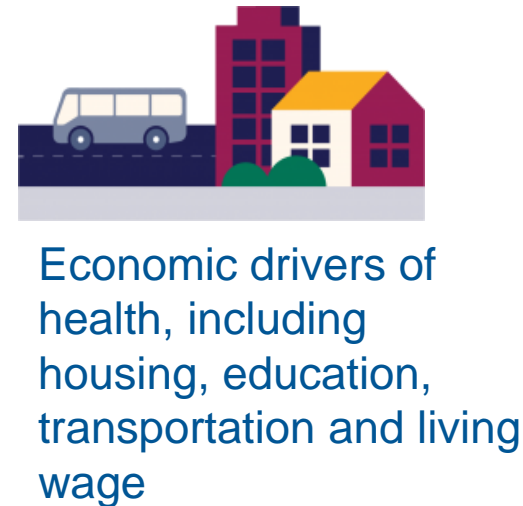 Economic drivers of
health, including
housing, education,
transportation and living
wage